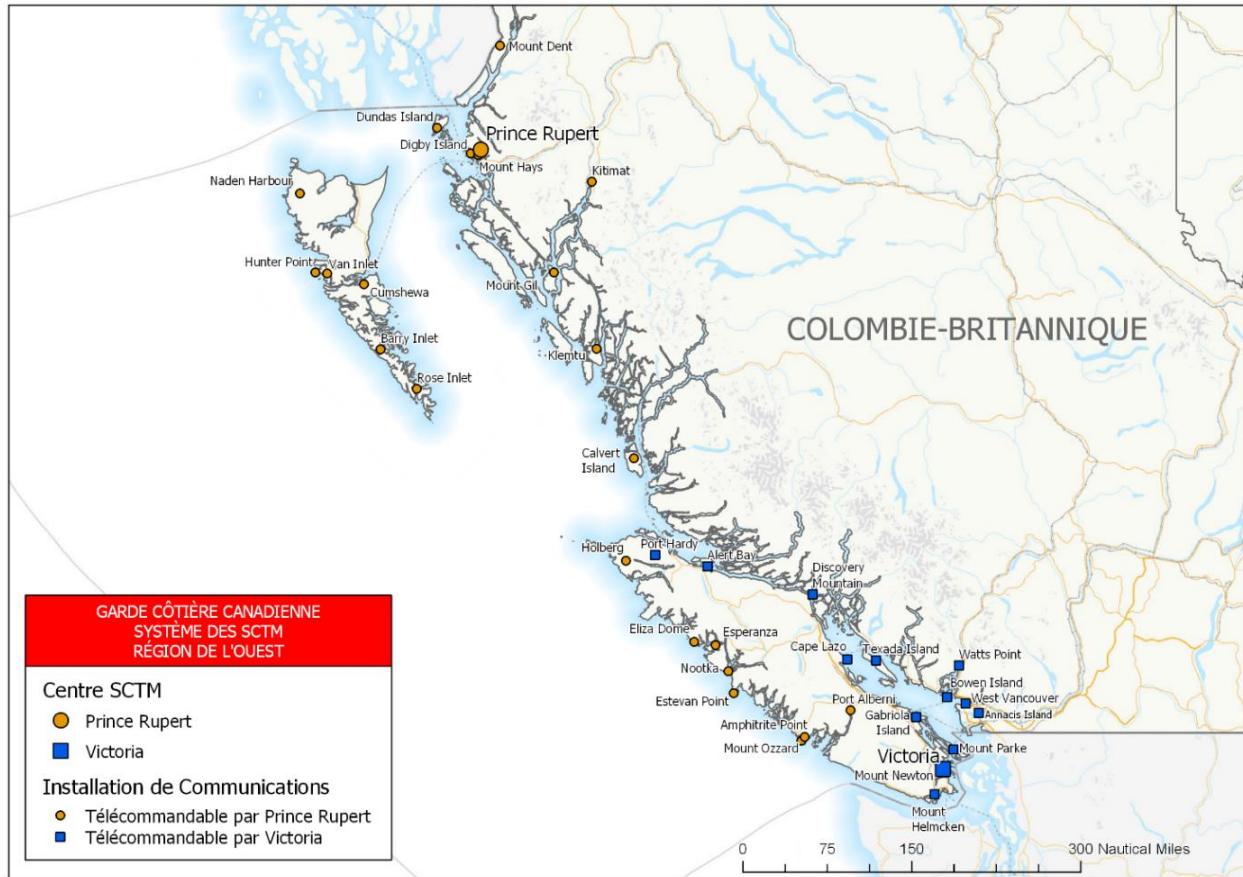 Mount Dent
Dundas Island
Prince Rupert
Digby Island
Mount Hays
Naden Harbour
Kitimat
Hunter Point
Van Inlet
Mount Gil
Cumshewa
COLOMBIE-BRITANNIQUE
Barry Inlet
Klemtu
Rose Inlet
Calvert
Island
Holberg
Port Hardy
Alert Bay
Discovery
Mountain
Eliza Dome
Esperanza
Cape Lazo
Texada Island
Watts Point
Nootka
Bowen Island
Estevan Point
Port Alberni
West Vancouver
Gabriola
Island
Annacis Island
Amphitrite Point
Mount Ozzard
Victoria
Mount Parke
Mount Newton
Mount
Helmcken
GARDE CÔTIÈRE CANADIENNE
SYSTÈME DES SCTM
RÉGION DE L'OUEST
Centre SCTM
Prince Rupert
Victoria
Installation de Communications
Télécommandable par Prince Rupert
Télécommandable par Victoria
0 75 150 300 Nautical Miles